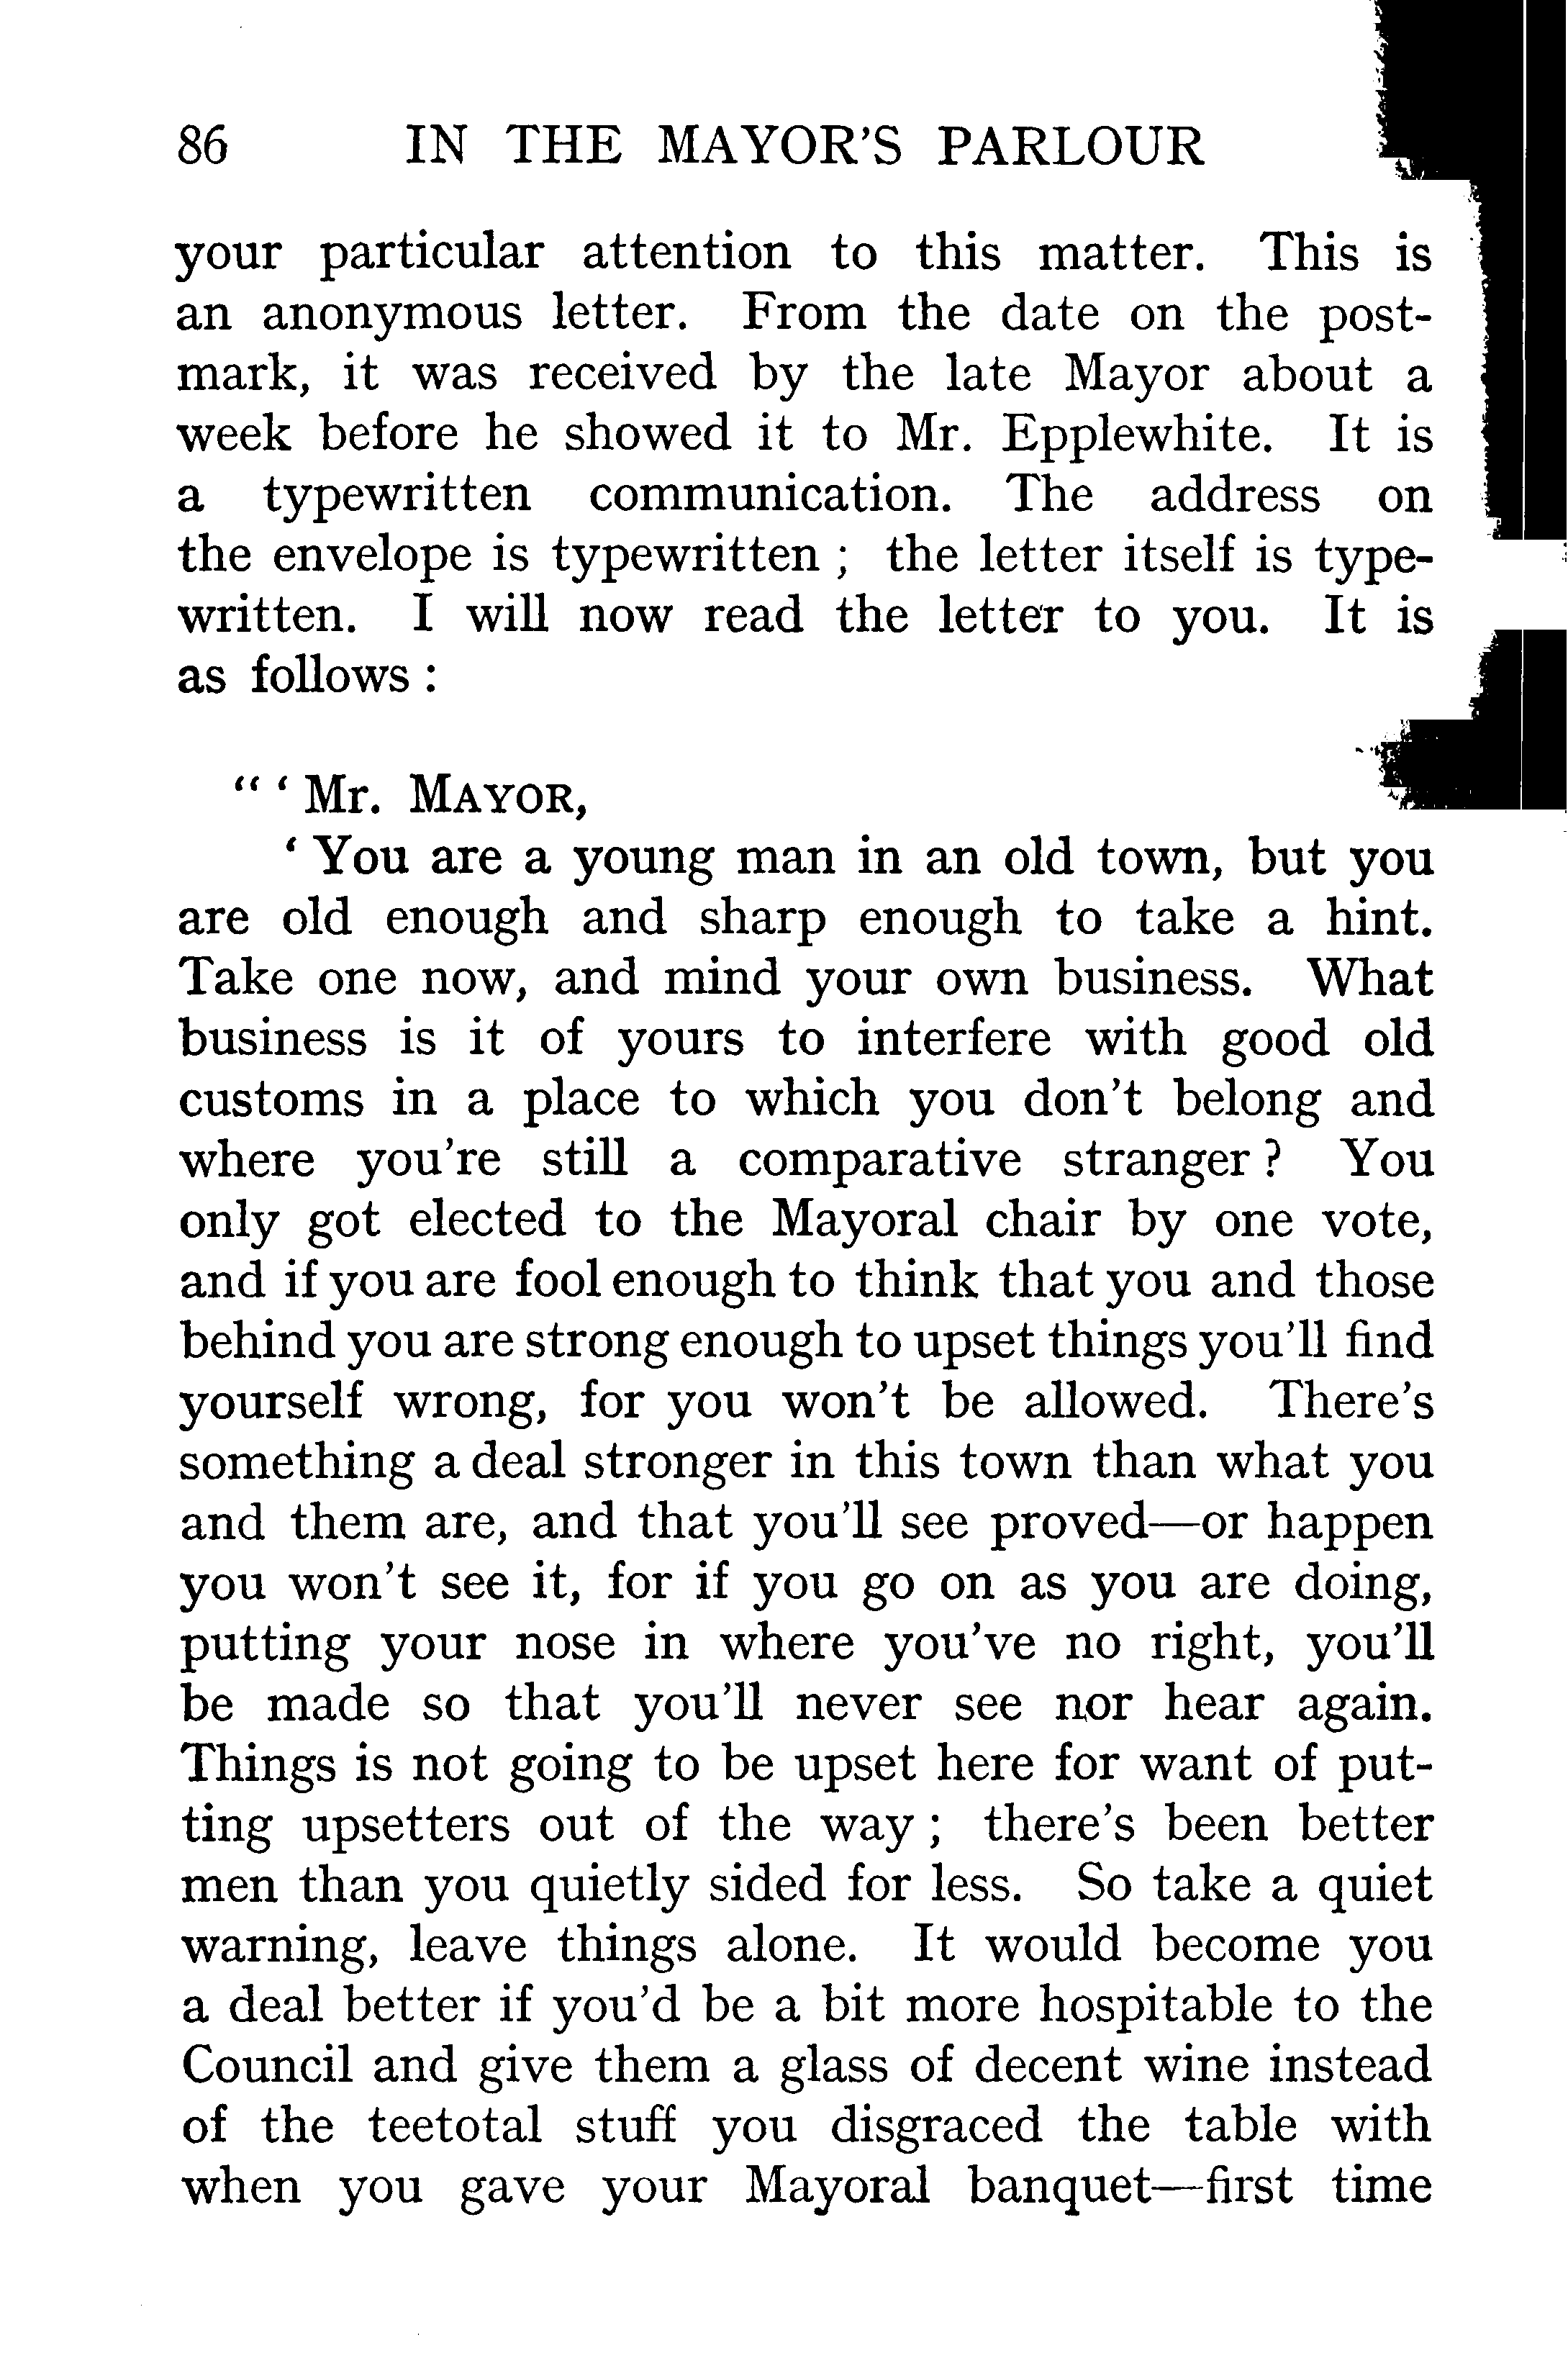 86 IN THE MAYOR'S PARLOUR
your particular attention to this matter. This is
an anonymous letter. From the date on the post-
mark, it was received by the late Mayor about a
week before he showed it to Mr. Epplewhite. It is
a typewritten communication. The address on
the envelope is typewritten ; the letter itself is type-
written. I will now read the letter to you. It is
as follows :
“ ‘ Mr. MAYOR,
‘ You are a young man in an old town, but you
are old enough and sharp enough to take a hint.
Take one now, and mind your own business. What
business is it of yours to interfere with good old
customs in a place to which you don't belong and
where you're still a comparative stranger ? You
only got elected to the Mayoral chair by one vote,
and if you are fool enough to think that you and those
behind you are strong enough to upset things you'll find
yourself wrong, for you won't be allowed. There's
something a deal stronger in this town than what you
and them are, and that you'll see proved—or happen
you won't see it, for if you go on as you are doing,
putting your nose in where you've no right, you'll
be made so that you'll never see nor hear again.
Things is not going to be upset here for want of put-
ting upsetters out of the way ; there's been better
men than you quietly sided for less. So take a quiet
warning, leave things alone. It would become you
a deal better if you'd be a bit more hospitable to the
Council and give them a glass of decent wine instead
of the teetotal stuff you disgraced the table with
when you gave your Mayoral banquet—first time